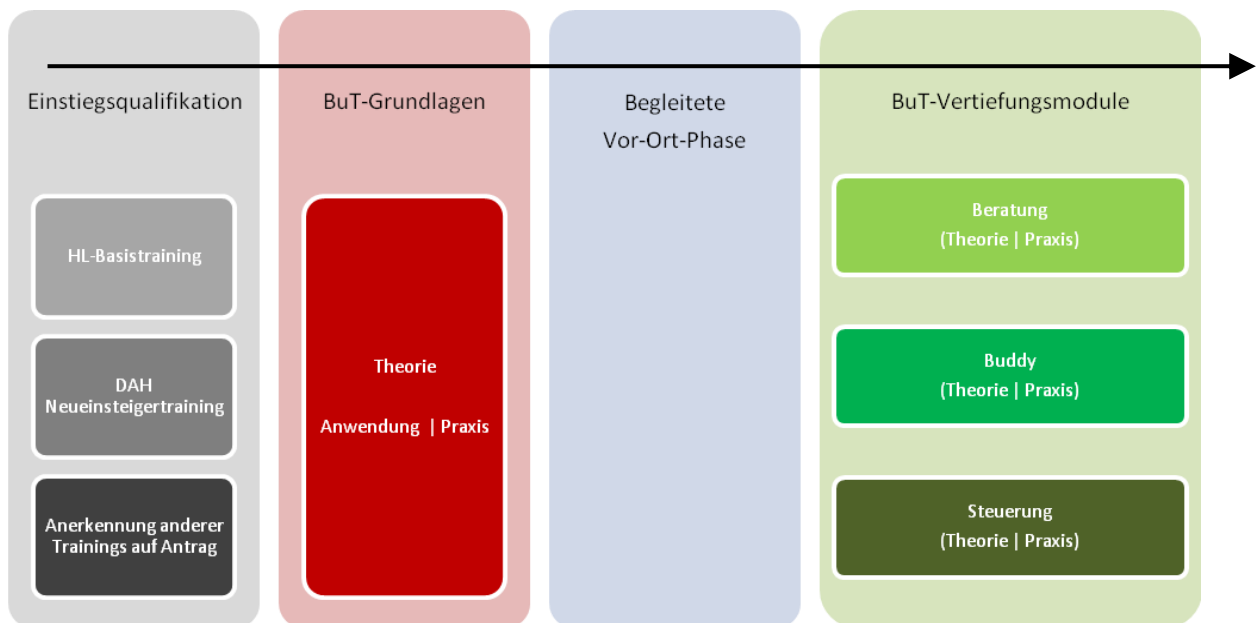 Einstiegsqualifikation
HL-Basistraining
DAH
Neueinsteigertraining
Anerkennung anderer
Trainings auf Antrag
BuT-Grundlagen
Theorie
Anwendung | Praxis
Begleitete
Vor-Ort-Phase
BuT-Vertiefungsmodule
Beratung
(Theorie | Praxis)
Buddy
(Theorie | Praxis)
Steuerung
(Theorie | Praxis)